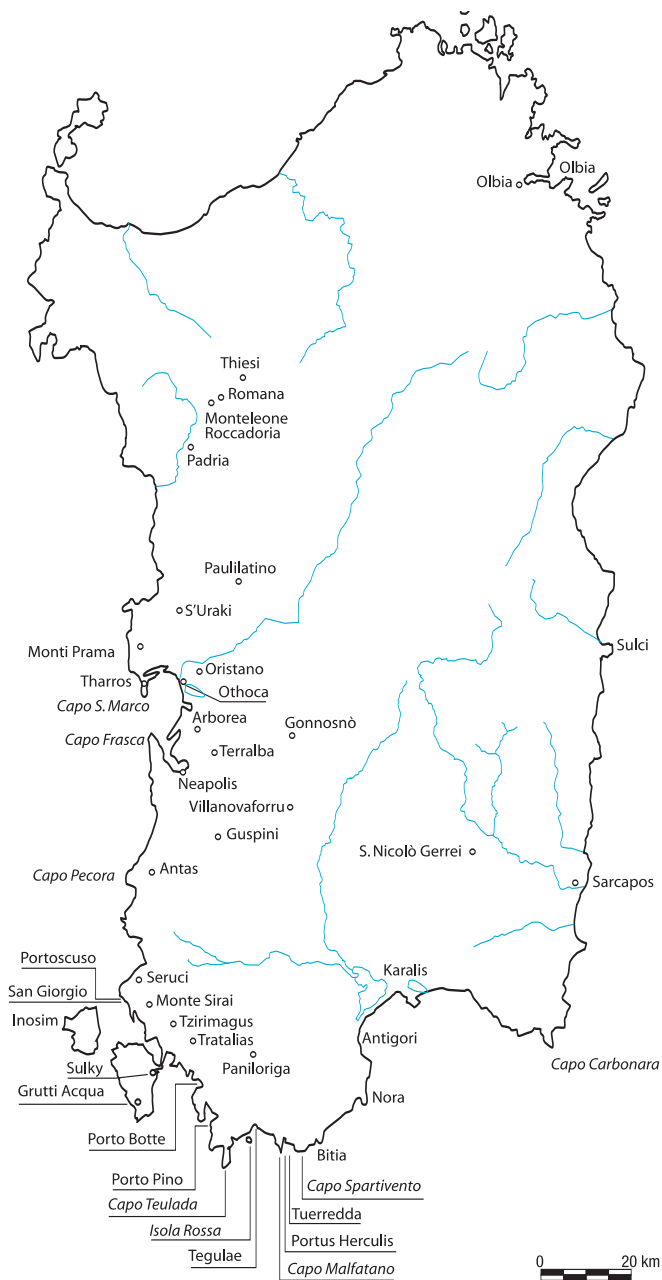 Olbia
Olbia
Thiesi
Romana
Monteleone
Roccadoria
Padria
Paulilatino
S'Uraki
Monti Prama
Sulci
Oristano
Tharros
Othoca
Capo S. Marco
Arborea
Gonnosnò
Capo Frasca
Terralba
Neapolis
Villanovaforru
Guspini
S. Nicolò Gerrei
Capo Pecora
Antas
Sarcapos
Portoscuso
Karalis
Seruci
San Giorgio
Monte Sirai
Inosim
Tzirimagus
Antigori
Tratalias
Capo Carbonara
Sulky
Paniloriga
Grutti Acqua
Nora
Porto Botte
Bitia
Porto Pino
Capo Spartivento
Capo Teulada
Tuerredda
Isola Rossa
Portus Herculis
Tegulae
Capo Malfatano
0 20 km